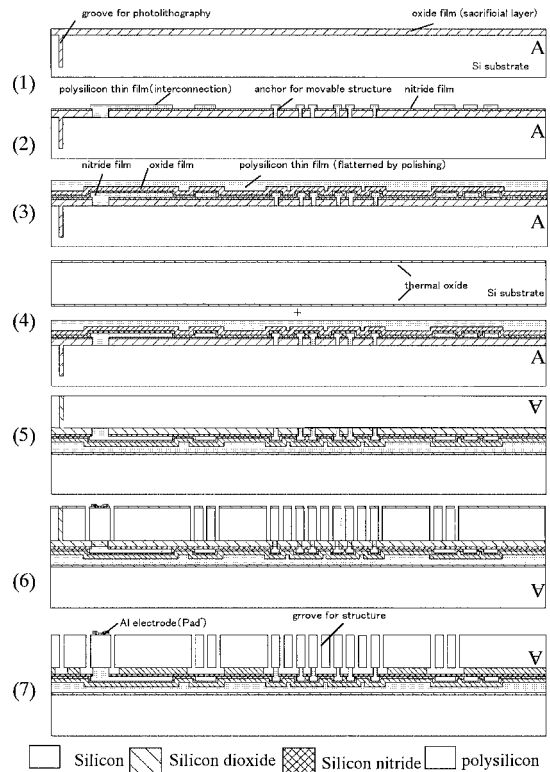 groove for photolithography
oxide film (sacrificial layer)
A
Si substrate
(1)
polysilicon thin film(interconnection)
anchor for movable structure
nitride film
A
(2)
nitride film
oxide film
polysilicon thin film (flatterned by polishing)
(3)
A
thermal oxide
Si substrate
+
(4)
A
A
(5)
(6)
A
Al electrode(Pad)
grrove for structure
A
(7)
Silicon
Silicon dioxide
Silicon nitride
polysilicon